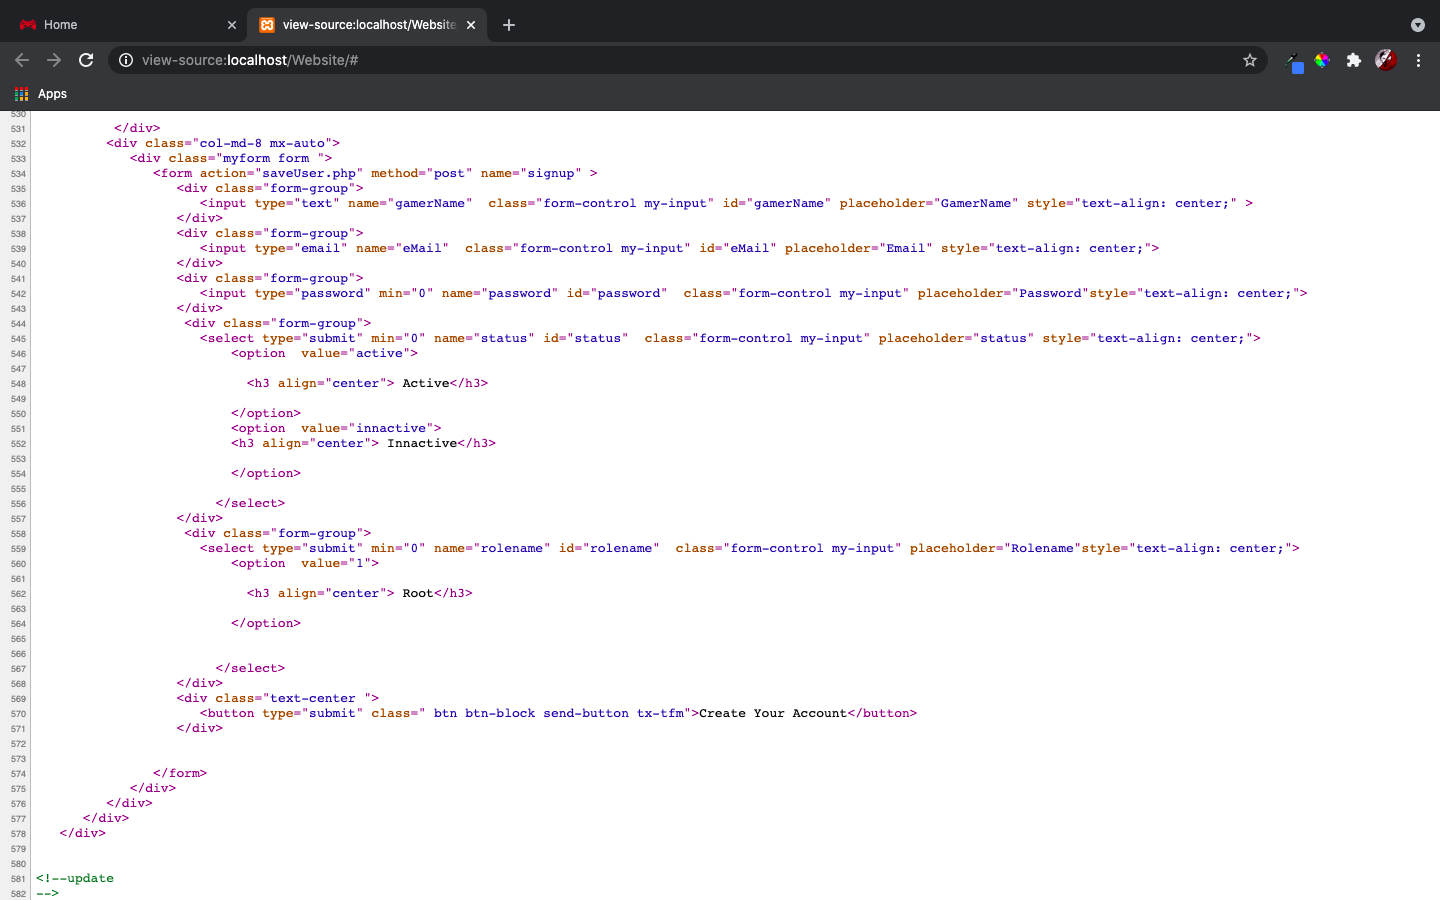 Home
view-source:localhost/Website
view-source:localhost/Website/#
Apps
530
531 </div>
532 <div class="col-md-8 mx-auto">
533 <div class="myform form ">
534 <form action="saveUser.php" method="post" name="signup" >
535 <div class="form-group">
536 <input type="text" name="gamerName"  class="form-control my-input" id="gamerName" placeholder="GamerName" style="text-align: center;" >
537 </div>
538 <div class="form-group">
539 <input type="email" name="eMail"  class="form-control my-input" id="eMail" placeholder="Email" style="text-align: center;">
540 </div>
541 <div class="form-group">
542 <input type="password" min="0" name="password" id="password"  class="form-control my-input" placeholder="Password"style="text-align: center;">
543 </div>
544 <div class="form-group">
545 <select type="submit" min="0" name="status" id="status"  class="form-control my-input" placeholder="status" style="text-align: center;">
546 <option  value="active">
547
548 <h3 align="center"> Active</h3>
549
550 </option>
551 <option  value="innactive">
552 <h3 align="center"> Innactive</h3>
553
554 </option>
555
556 </select>
557 </div>
558 <div class="form-group">
559 <select type="submit" min="0" name="rolename" id="rolename"  class="form-control my-input" placeholder="Rolename"style="text-align: center;">
560 <option  value="1">
561
562 <h3 align="center"> Root</h3>
563
564 </option>
565
566
567 </select>
568 </div>
569 <div class="text-center ">
570 <button type="submit" class=" btn btn-block send-button tx-tfm">Create Your Account</button>
571 </div>
572
573
574 </form>
575 </div>
576 </div>
577 </div>
578 </div>
579
580
581 <!--update
582 -->